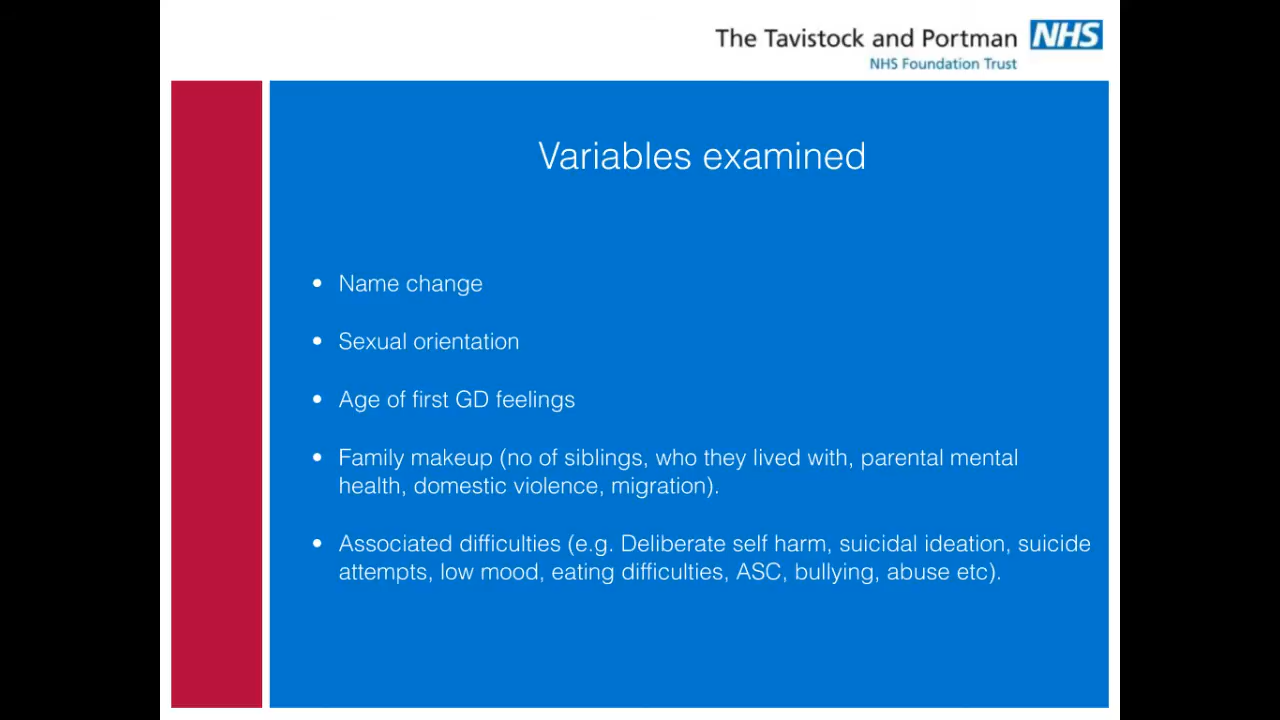 The Tavistock and Portman NHS
NHS Foundation Trust
Variables examined
• Name change
• Sexual orientation
• Age of first GD feelings
• Family makeup (no of siblings, who they lived with, parental mental
health, domestic violence, migration).
• Associated difficulties (e.g. Deliberate self harm, suicidal ideation, suicide
attempts, low mood, eating difficulties, ASC, bullying, abuse etc).